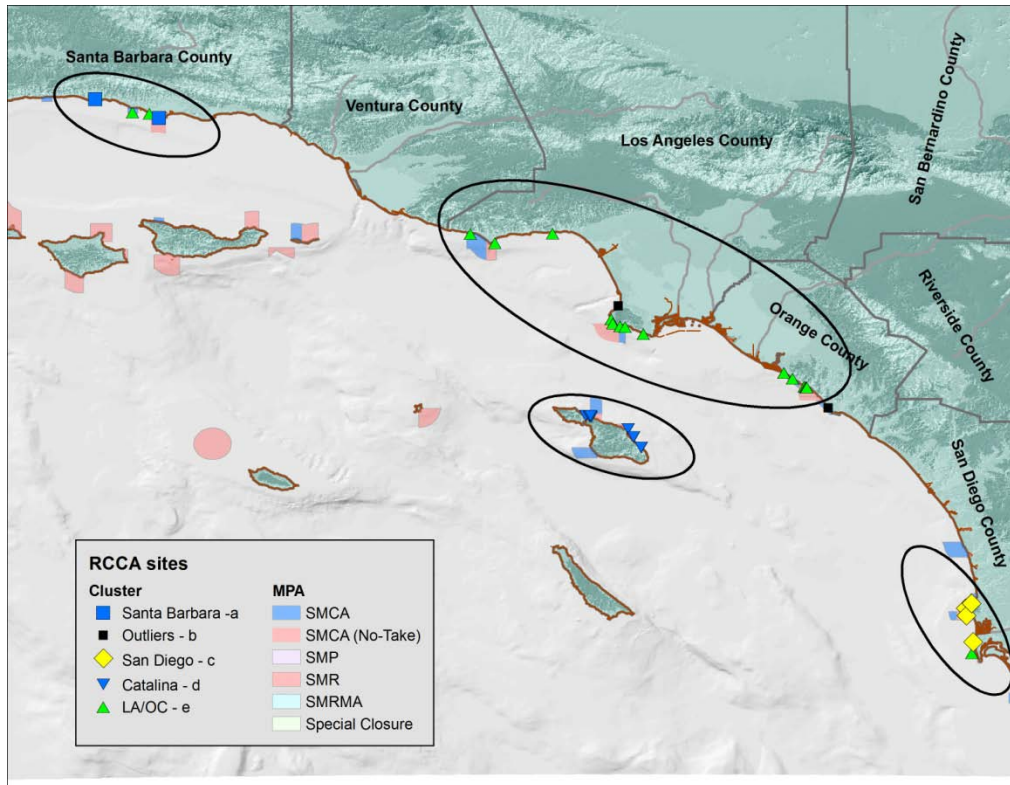 Santa Barbara County
Ventura County
Los Angeles County
San Bernardino County
Orange County
Riverside County
San Diego County
RCCA sites
Cluster
Santa Barbara -a
Outliers - b
San Diego - c
Catalina - d
LA/OC - e
MPA
SMCA
SMCA (No-Take)
SMP
SMR
SMRMA
Special Closure